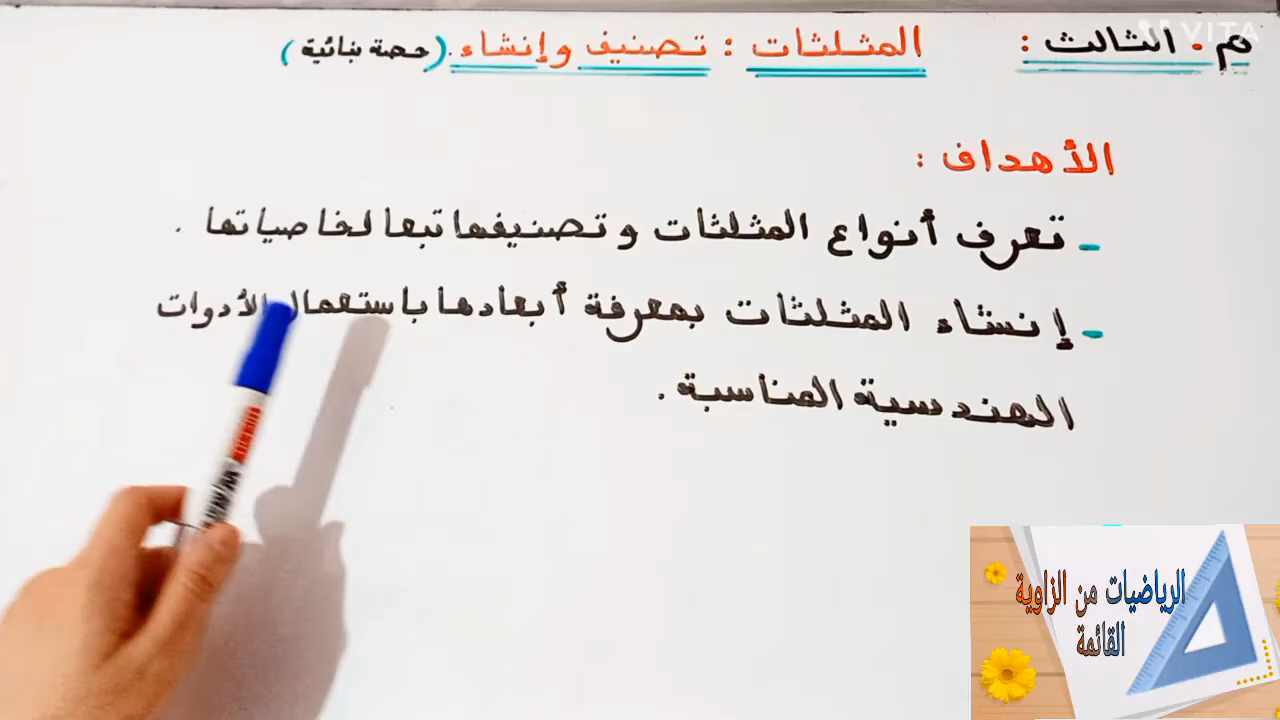 م. الثالث : المثلثات : تصنيف وإنشاء. (حصة بنائية)
الأهداف :
- تعرف أنواع المثلثات و تصنيفها تبعا لخاصياتها .
- إنشاء المثلثات بمعرفة أبعادها باستعمال الأدوات
الهندسية المناسبة .
الرياضيات من الزاوية
القائمة
VITA